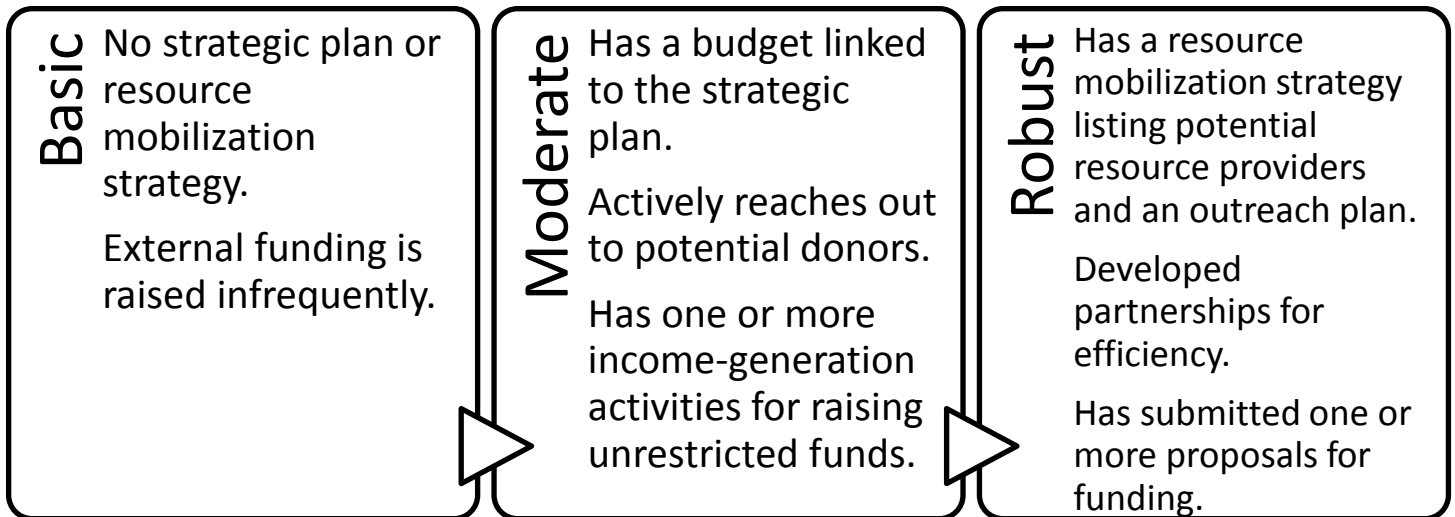 Basic
No strategic plan or
resource
mobilization
strategy.
External funding is
raised infrequently.
Moderate
Has a budget linked
to the strategic
plan.
Actively reaches out
to potential donors.
Has one or more
income-generation
activities for raising
unrestricted funds.
Robust
Has a resource
mobilization strategy
listing potential
resource providers
and an outreach plan.
Developed
partnerships for
efficiency.
Has submitted one or
more proposals for
funding.